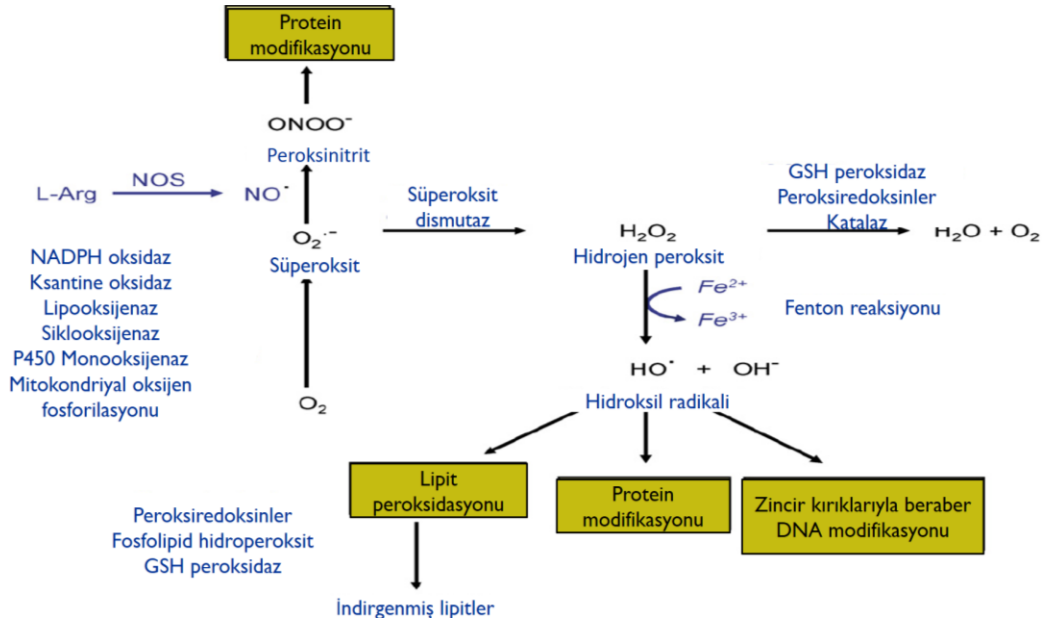 Protein
modifikasyonu
ONOO⁻
Peroksinitrit
L-Arg
NOS
NO˙
O₂˙⁻
Süperoksit
Süperoksit
dismutaz
H₂O₂
Hidrojen peroksit
GSH peroksidaz
Peroksiredoksinler
Katalaz
H₂O + O₂
NADPH oksidaz
Ksantine oksidaz
Lipooksijenaz
Siklooksijenaz
P450 Monooksijenaz
Mitokondriyal oksijen
fosforilasyonu
O₂
Fe²⁺
Fe³⁺
Fenton reaksiyonu
HO˙ + OH⁻
Hidroksil radikali
Lipit
peroksidasyonu
Protein
modifikasyonu
Zincir kırıklarıyla beraber
DNA modifikasyonu
Peroksiredoksinler
Fosfolipid hidroperoksit
GSH peroksidaz
İndirgenmiş lipitler